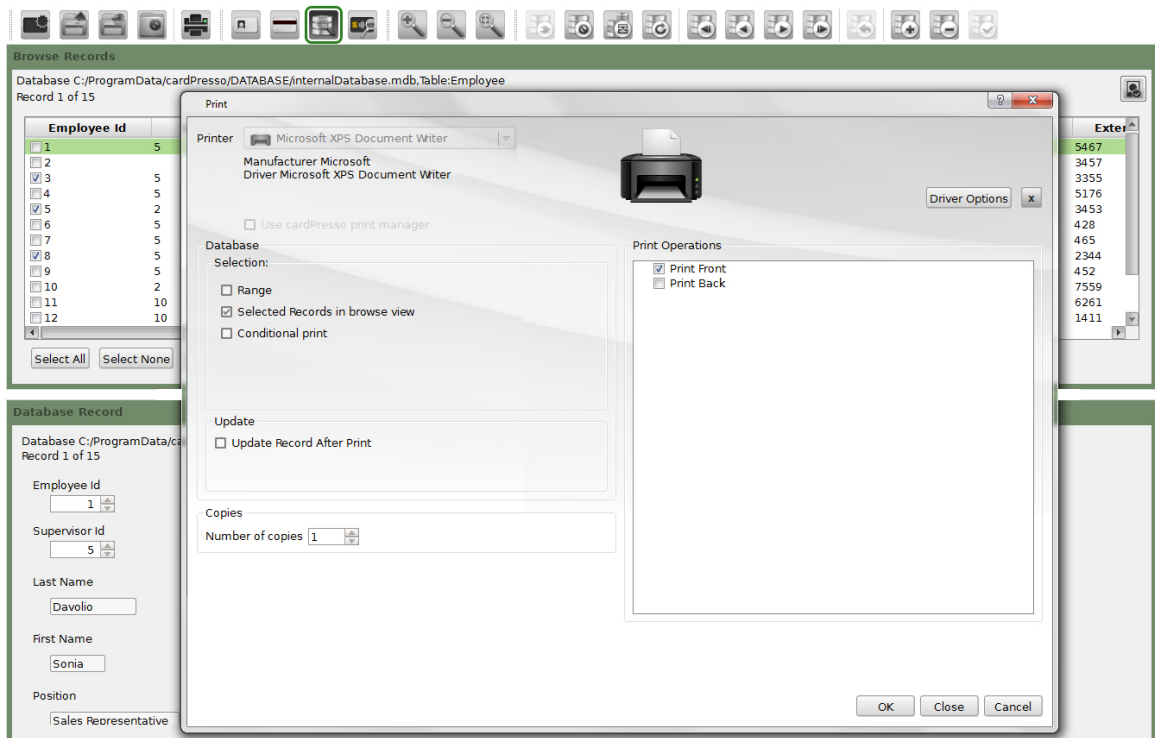 Browse Records
Database C:/ProgramData/cardPresso/DATABASE/internalDatabase.mdb,Table:Employee
Record 1 of 15
Employee Id
Exter
1 5 5467
2 3457
3 5 3355
4 5 5176
5 2 3453
6 5 428
7 5 465
8 5 2344
9 5 452
10 2 7559
11 10 6261
12 10 1411
Select All Select None
Print
?
x
Printer Microsoft XPS Document Writer
Manufacturer Microsoft
Driver Microsoft XPS Document Writer
Driver Options x
Use cardPresso print manager
Database
Selection:
Range
Selected Records in browse view
Conditional print
Update
Update Record After Print
Copies
Number of copies 1
Print Operations
Print Front
Print Back
OK Close Cancel
Database Record
Database C:/ProgramData/ca
Record 1 of 15
Employee Id
1
Supervisor Id
5
Last Name
Davolio
First Name
Sonia
Position
Sales Representative